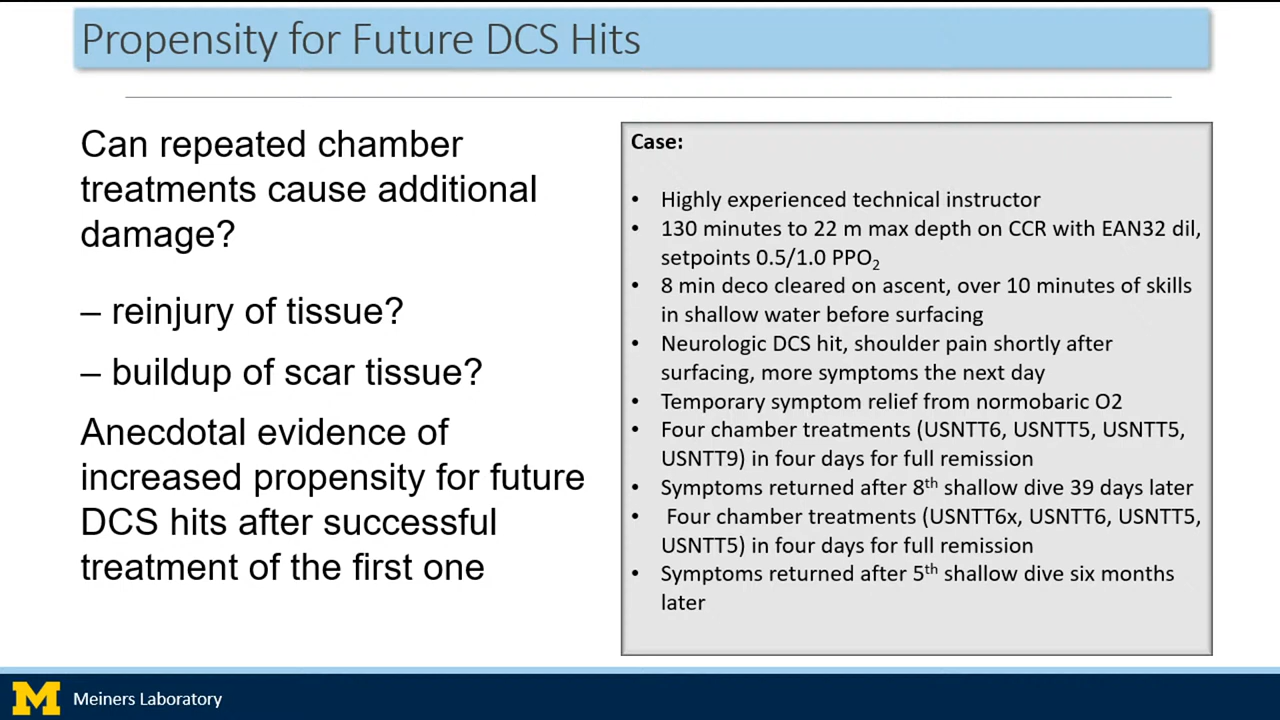 Propensity for Future DCS Hits
Can repeated chamber
treatments cause additional
damage?
– reinjury of tissue?
– buildup of scar tissue?
Anecdotal evidence of
increased propensity for future
DCS hits after successful
treatment of the first one
Case:
• Highly experienced technical instructor
• 130 minutes to 22 m max depth on CCR with EAN32 dil,
setpoints 0.5/1.0 PPO₂
• 8 min deco cleared on ascent, over 10 minutes of skills
in shallow water before surfacing
• Neurologic DCS hit, shoulder pain shortly after
surfacing, more symptoms the next day
• Temporary symptom relief from normobaric O2
• Four chamber treatments (USNTT6, USNTT5, USNTT5,
USNTT9) in four days for full remission
• Symptoms returned after 8th shallow dive 39 days later
• Four chamber treatments (USNTT6x, USNTT6, USNTT5,
USNTT5) in four days for full remission
• Symptoms returned after 5th shallow dive six months
later
M Meiners Laboratory